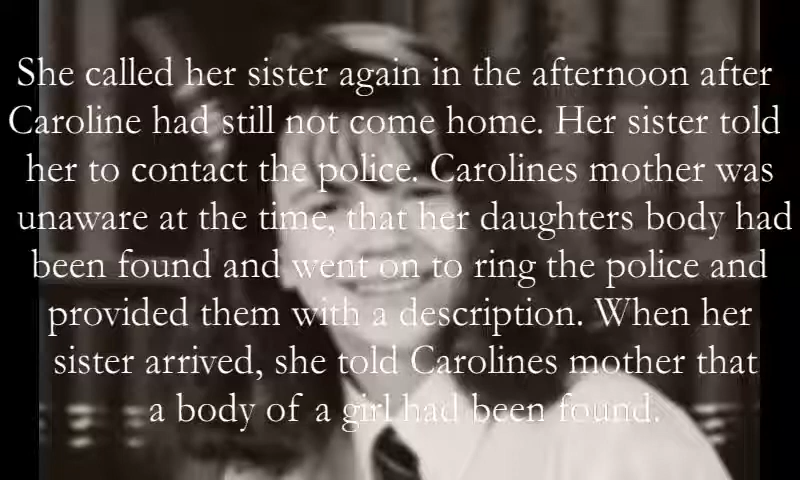 She called her sister again in the afternoon after
Caroline had still not come home. Her sister told
her to contact the police. Carolines mother was
unaware at the time, that her daughters body had
been found and went on to ring the police and
provided them with a description. When her
sister arrived, she told Carolines mother that
a body of a girl had been found.